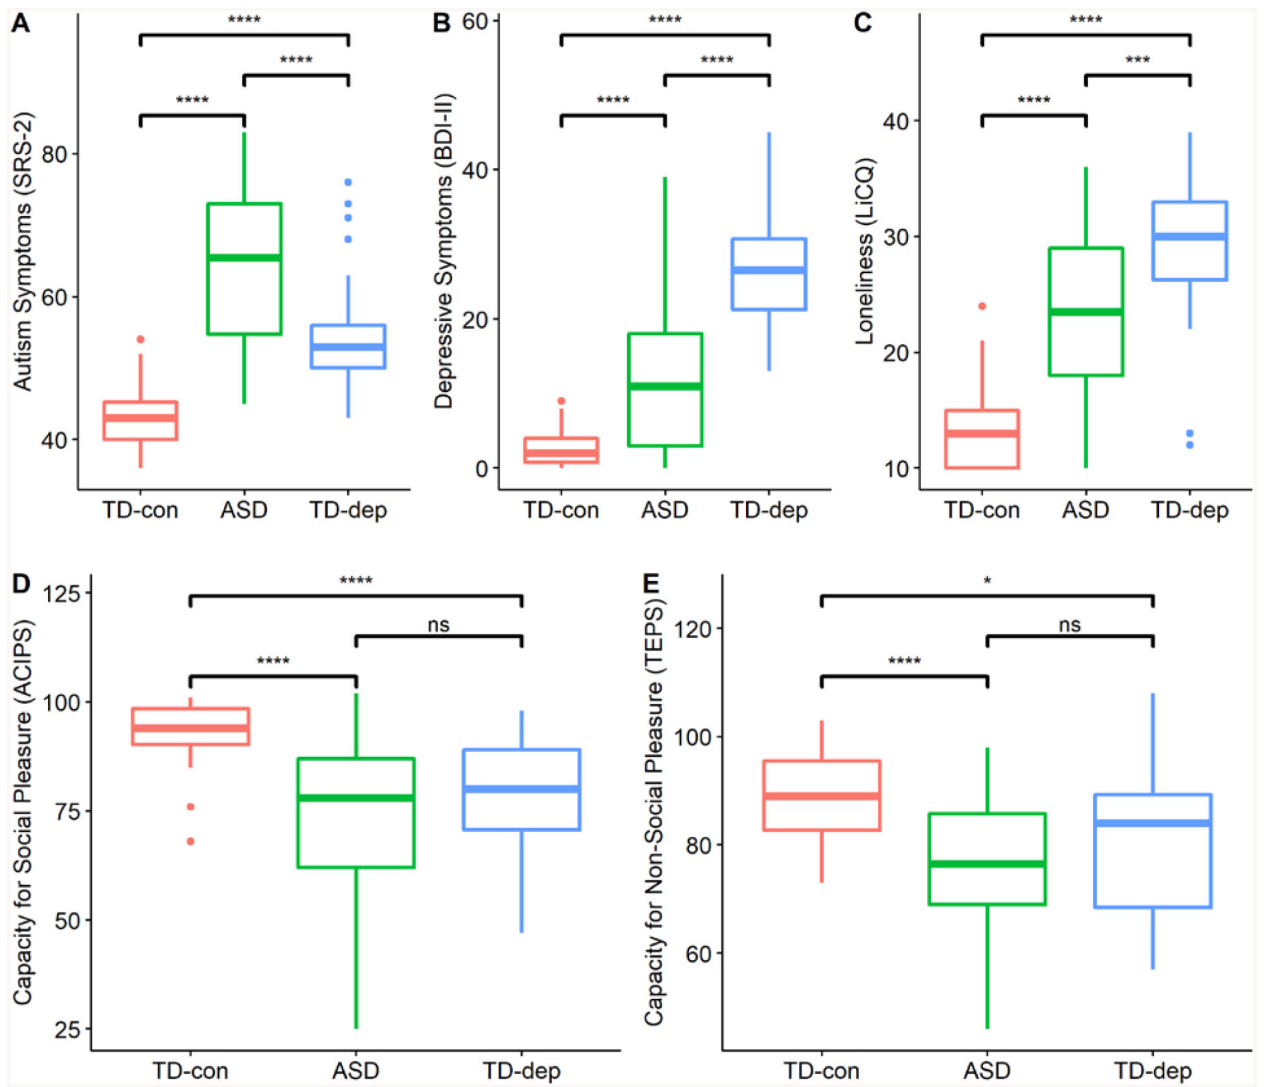 A
Autism Symptoms (SRS-2)
80
60
40
****
****
****
TD-con ASD TD-dep
B
Depressive Symptoms (BDI-II)
60
40
20
0
****
****
****
TD-con ASD TD-dep
C
Loneliness (LiCQ)
40
30
20
10
****
***
****
TD-con ASD TD-dep
D
Capacity for Social Pleasure (ACIPS)
125
100
75
50
25
****
ns
****
TD-con ASD TD-dep
E
Capacity for Non-Social Pleasure (TEPS)
120
100
80
60
*
ns
****
TD-con ASD TD-dep